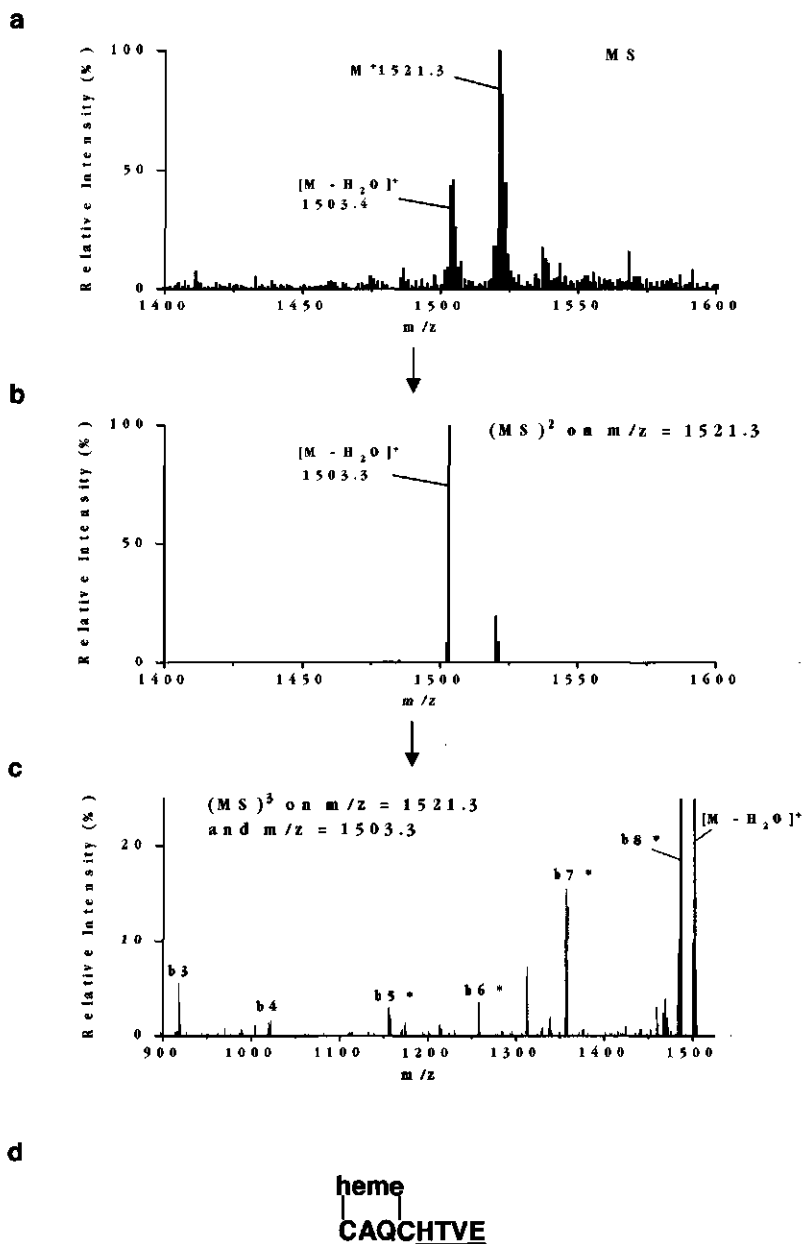 a
MS
M +1521.3
[M - H2O]+
1503.4
Relative Intensity (%)
100
50
0
1400 1450 1500 1550 1600
m/z
b
(MS)2 on m/z = 1521.3
[M - H2O]+
1503.3
Relative Intensity (%)
100
50
0
1400 1450 1500 1550 1600
m/z
c
(MS)3 on m/z = 1521.3
and m/z = 1503.3
[M - H2O]+
b8 *
b7 *
b3
b4
b5 *
b6 *
Relative Intensity (%)
20
10
0
900 1000 1100 1200 1300 1400 1500
m/z
d
heme
CAQCHTVE